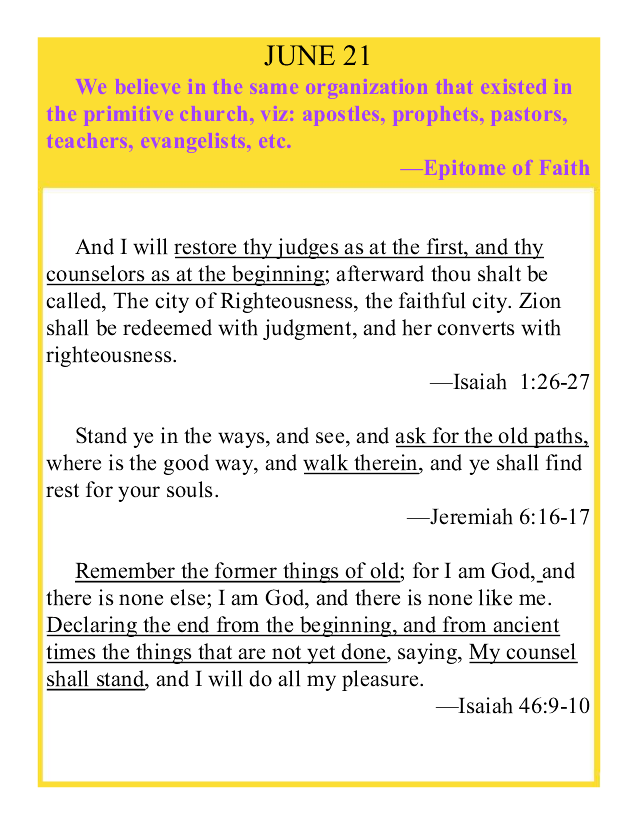 JUNE 21
We believe in the same organization that existed in
the primitive church, viz: apostles, prophets, pastors,
teachers, evangelists, etc.
—Epitome of Faith
And I will restore thy judges as at the first, and thy
counselors as at the beginning; afterward thou shalt be
called, The city of Righteousness, the faithful city. Zion
shall be redeemed with judgment, and her converts with
righteousness.
—Isaiah  1:26-27
Stand ye in the ways, and see, and ask for the old paths,
where is the good way, and walk therein, and ye shall find
rest for your souls.
—Jeremiah 6:16-17
Remember the former things of old; for I am God, and
there is none else; I am God, and there is none like me.
Declaring the end from the beginning, and from ancient
times the things that are not yet done, saying, My counsel
shall stand, and I will do all my pleasure.
—Isaiah 46:9-10